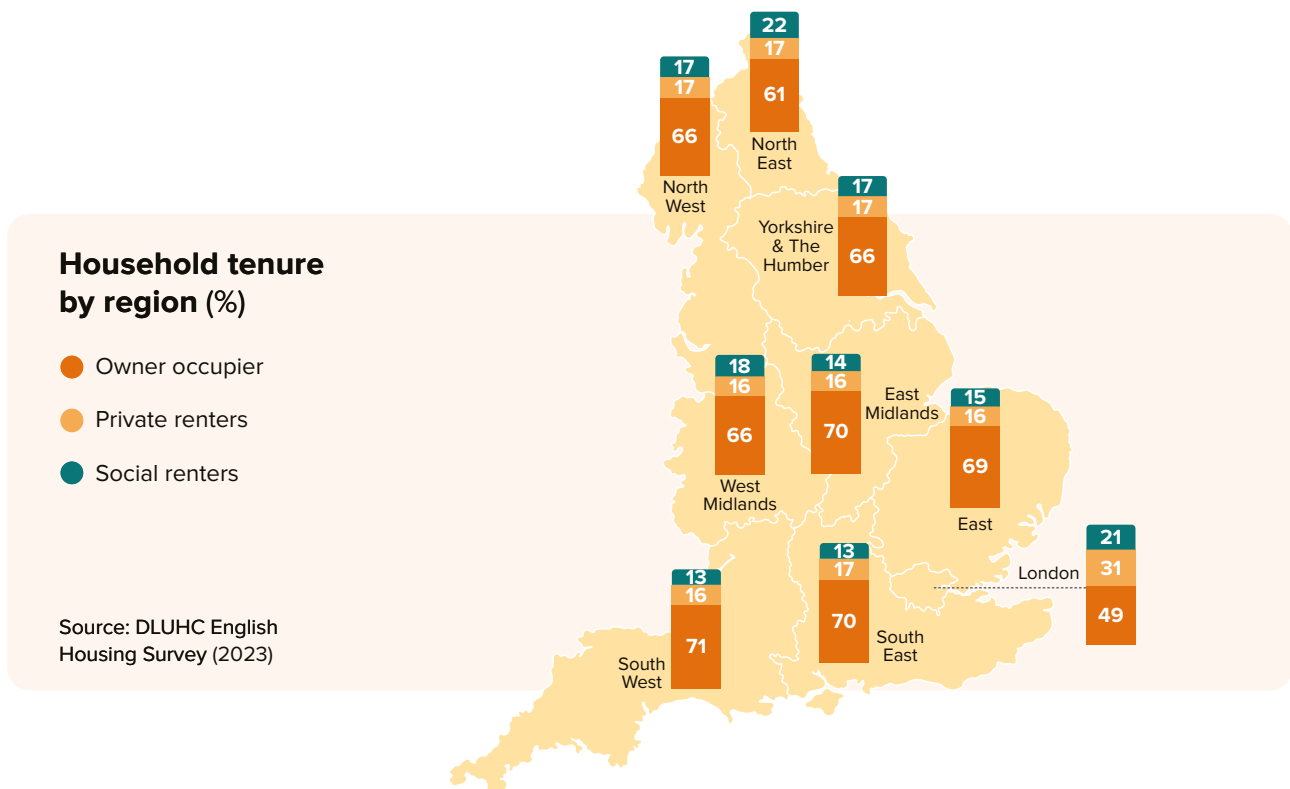 Household tenure
by region (%)
Owner occupier
Private renters
Social renters
Source: DLUHC English
Housing Survey (2023)
22
17
61
North
East
17
17
66
North
West
17
17
66
Yorkshire
& The
Humber
18
16
66
West
Midlands
14
16
70
East
Midlands
15
16
69
East
21
31
49
London
13
17
70
South
East
13
16
71
South
West